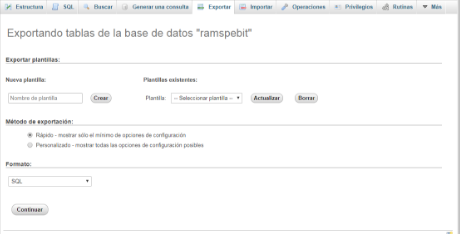 Estructura SQL Buscar Generar una consulta Exportar Importar Operaciones Privilegios Rutinas Más
Exportando tablas de la base de datos "ramspebit"
Exportar plantillas:
Nueva plantilla: Plantillas existentes:
Nombre de plantilla Crear Plantilla: -- Seleccionar plantilla -- Actualizar Borrar
Método de exportación:
Rápido - mostrar sólo el mínimo de opciones de configuración
Personalizado - mostrar todas las opciones de configuración posibles
Formato:
SQL
Continuar